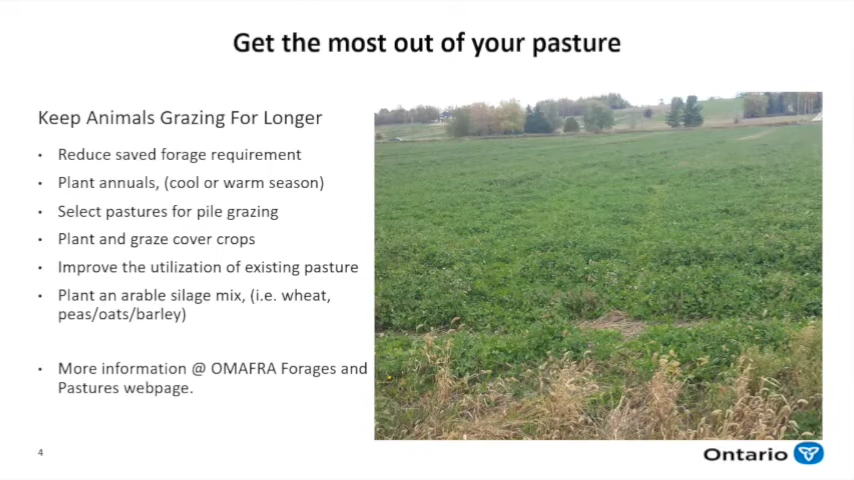 Get the most out of your pasture
Keep Animals Grazing For Longer
• Reduce saved forage requirement
• Plant annuals, (cool or warm season)
• Select pastures for pile grazing
• Plant and graze cover crops
• Improve the utilization of existing pasture
• Plant an arable silage mix, (i.e. wheat,
peas/oats/barley)
• More information @ OMAFRA Forages and
Pastures webpage.
4
Ontario